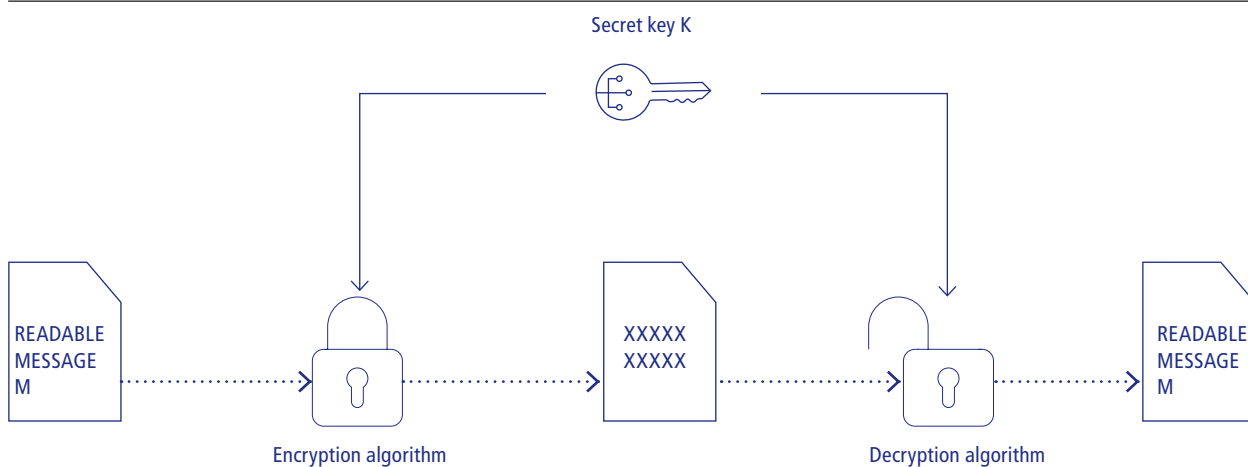 Secret key K
READABLE
MESSAGE
M
XXXXX
XXXXX
READABLE
MESSAGE
M
Encryption algorithm
Decryption algorithm